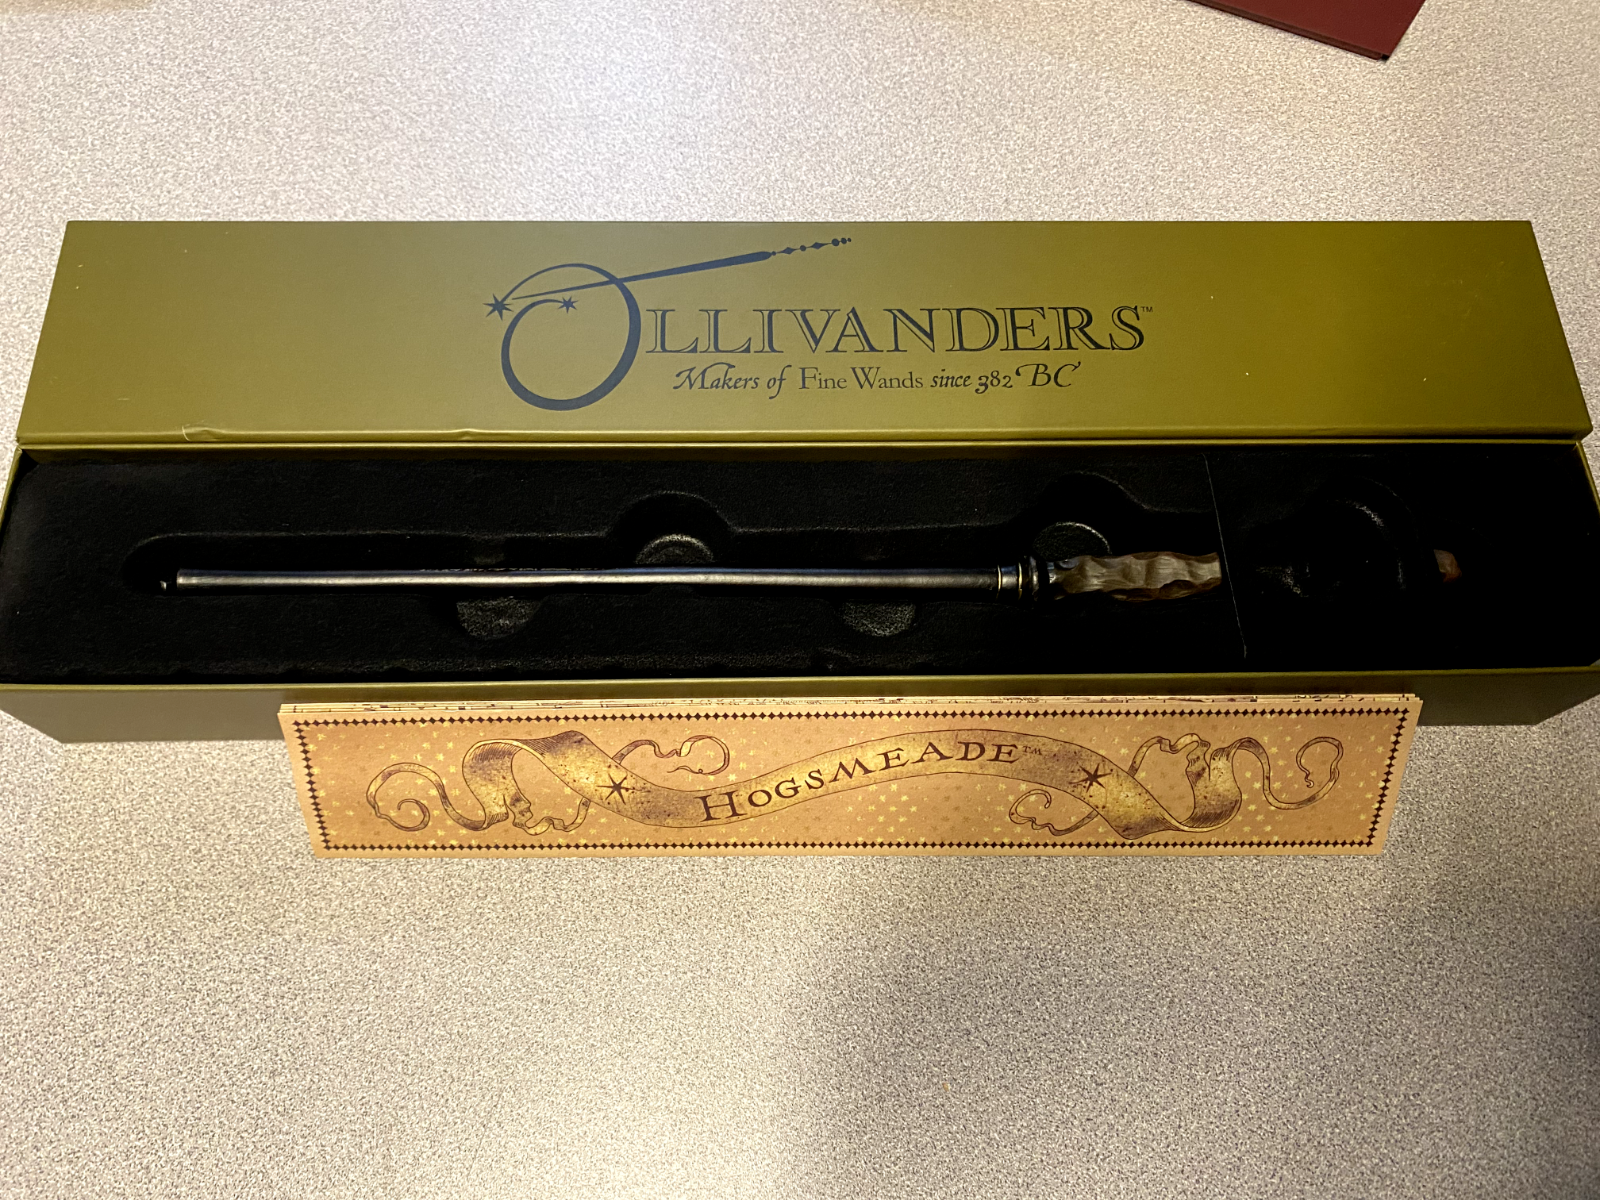 OLLIVANDERS™
Makers of Fine Wands since 382 BC
HOGSMEADE™